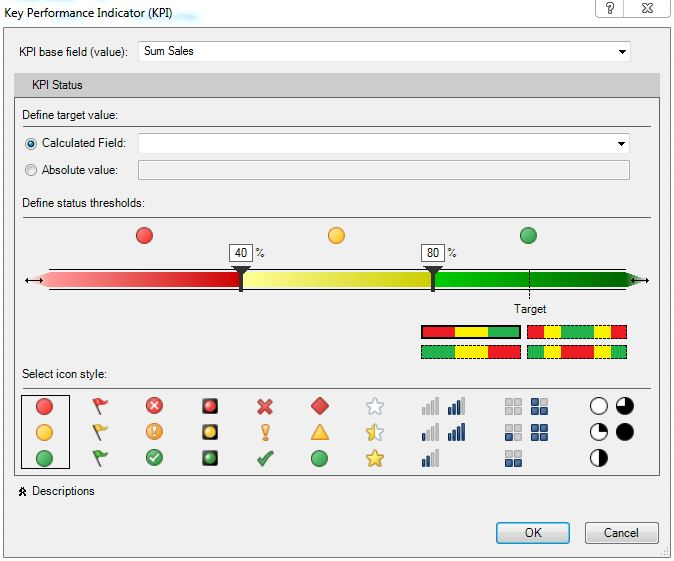 Key Performance Indicator (KPI)
?
KPI base field (value): Sum Sales
KPI Status
Define target value:
Calculated Field:
Absolute value:
Define status thresholds:
40 % 80 %
Target
Select icon style:
Descriptions
OK Cancel